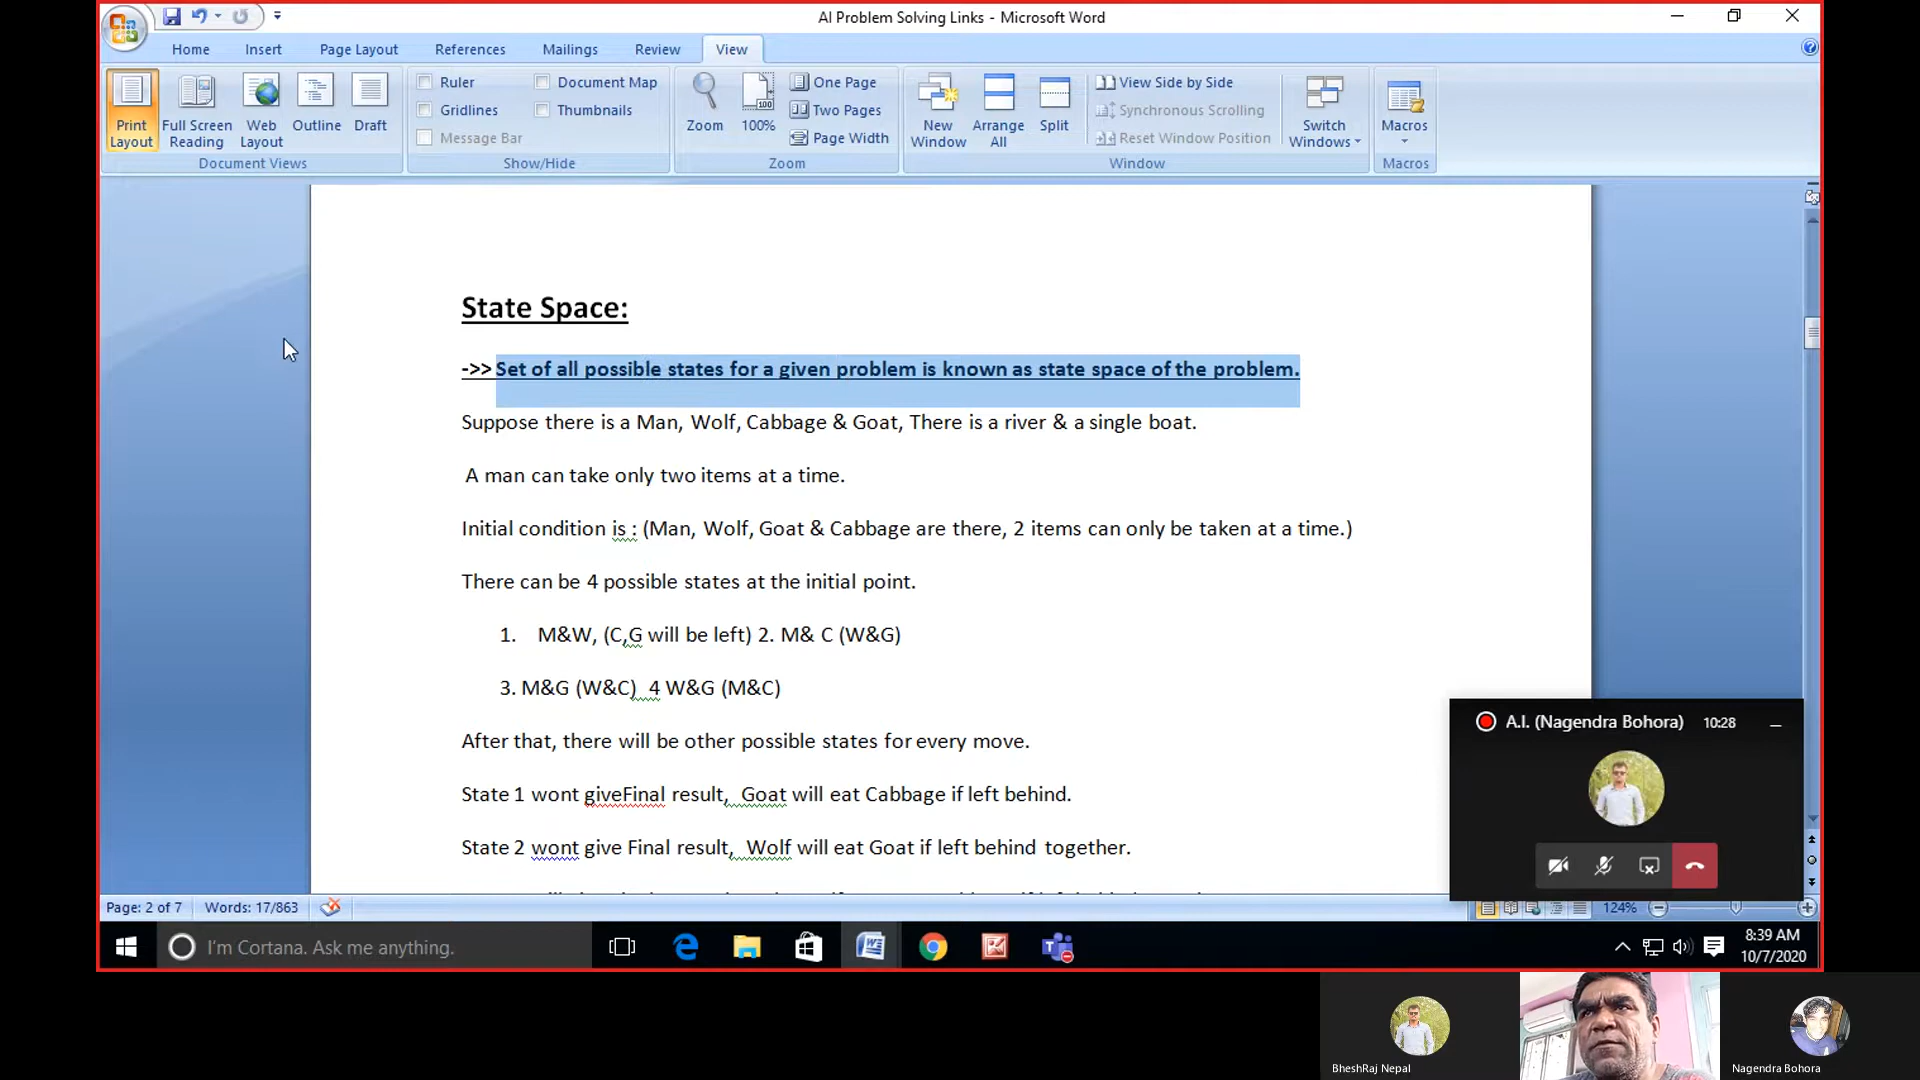 AI Problem Solving Links - Microsoft Word
Home Insert Page Layout References Mailings Review View
Ruler Document Map One Page View Side by Side
Gridlines Thumbnails Two Pages Synchronous Scrolling
Message Bar Page Width Reset Window Position
Print Layout Full Screen Reading Web Layout Outline Draft Zoom 100% New Window Arrange All Split Switch Windows Macros
Document Views Show/Hide Zoom Window Macros
State Space:
->> Set of all possible states for a given problem is known as state space of the problem.
Suppose there is a Man, Wolf, Cabbage & Goat, There is a river & a single boat.
A man can take only two items at a time.
Initial condition is : (Man, Wolf, Goat & Cabbage are there, 2 items can only be taken at a time.)
There can be 4 possible states at the initial point.
1. M&W, (C,G will be left) 2. M& C (W&G)
3. M&G (W&C) 4 W&G (M&C)
After that, there will be other possible states for every move.
State 1 wont giveFinal result, Goat will eat Cabbage if left behind.
State 2 wont give Final result, Wolf will eat Goat if left behind together.
A.I. (Nagendra Bohora) 10:28
Page: 2 of 7 Words: 17/863 124%
I'm Cortana. Ask me anything.
8:39 AM
10/7/2020
BheshRaj Nepal Nagendra Bohora